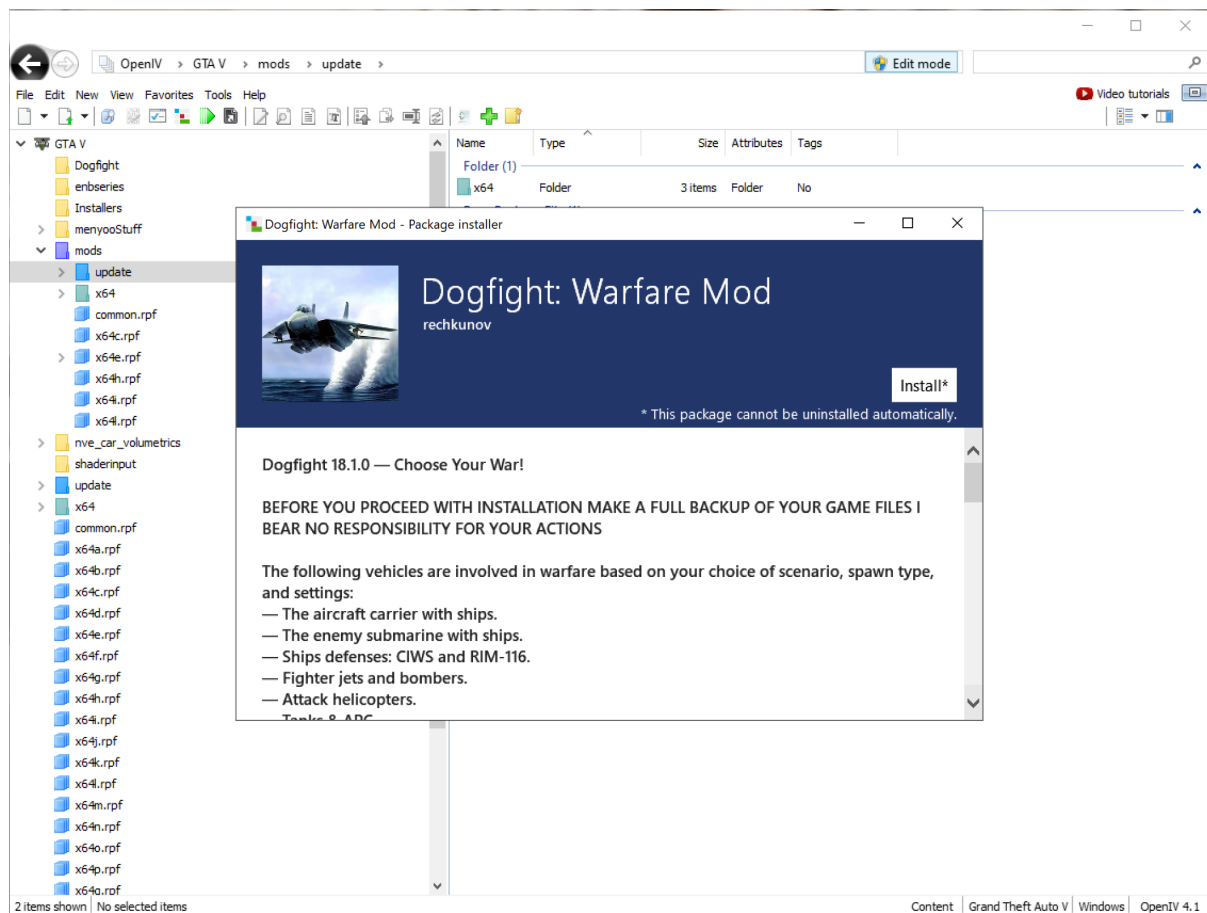 OpenIV › GTA V › mods › update ›
Edit mode
File Edit New View Favorites Tools Help
Video tutorials
GTA V
Dogfight
enbseries
Installers
menyooStuff
mods
update
x64
common.rpf
x64c.rpf
x64e.rpf
x64h.rpf
x64i.rpf
x64l.rpf
nve_car_volumetrics
shaderinput
update
x64
common.rpf
x64a.rpf
x64b.rpf
x64c.rpf
x64d.rpf
x64e.rpf
x64f.rpf
x64g.rpf
x64h.rpf
x64i.rpf
x64j.rpf
x64k.rpf
x64l.rpf
x64m.rpf
x64n.rpf
x64o.rpf
x64p.rpf
x64q.rpf
Name Type Size Attributes Tags
Folder (1)
x64 Folder 3 items Folder No
Dogfight: Warfare Mod - Package installer
Dogfight: Warfare Mod
rechkunov
Install*
* This package cannot be uninstalled automatically.
Dogfight 18.1.0 — Choose Your War!
BEFORE YOU PROCEED WITH INSTALLATION MAKE A FULL BACKUP OF YOUR GAME FILES I
BEAR NO RESPONSIBILITY FOR YOUR ACTIONS
The following vehicles are involved in warfare based on your choice of scenario, spawn type,
and settings:
— The aircraft carrier with ships.
— The enemy submarine with ships.
— Ships defenses: CIWS and RIM-116.
— Fighter jets and bombers.
— Attack helicopters.
— Tanks & APC
2 items shown No selected items
Content Grand Theft Auto V Windows OpenIV 4.1